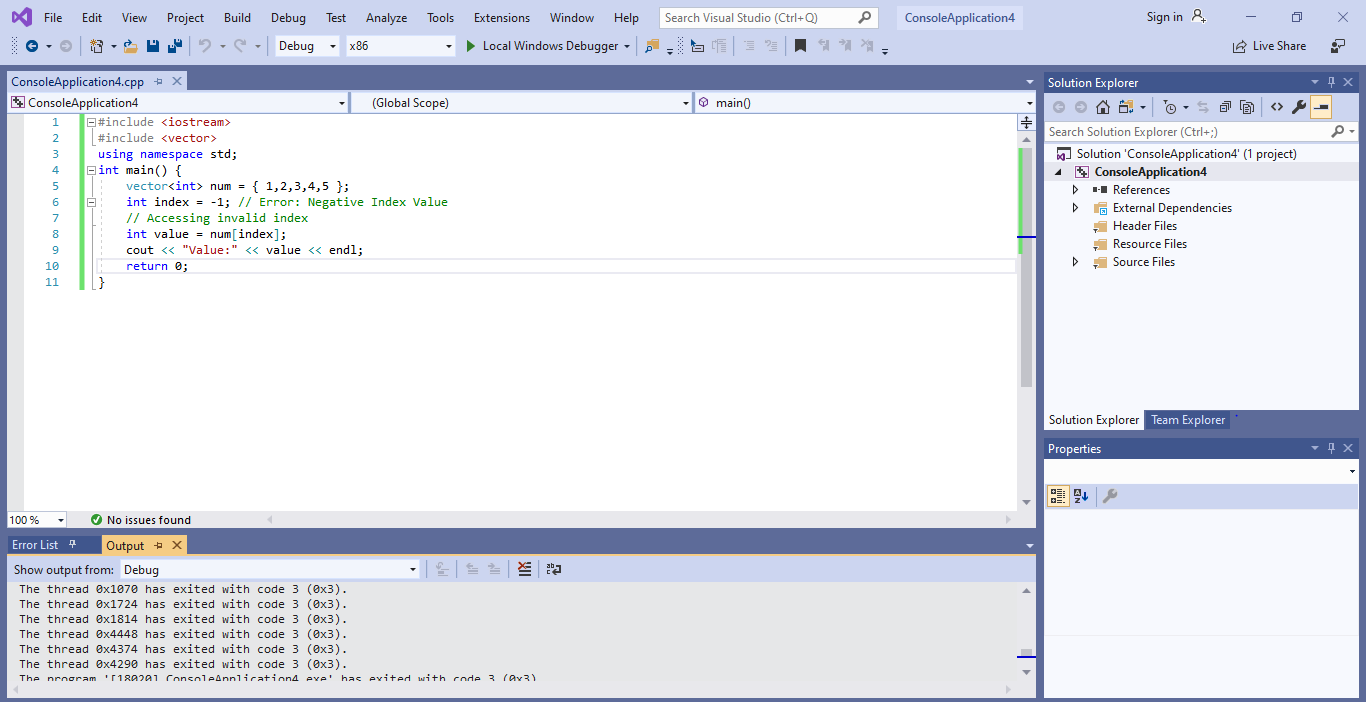 File Edit View Project Build Debug Test Analyze Tools Extensions Window Help Search Visual Studio (Ctrl+Q) ConsoleApplication4 Sign in
Debug x86 Local Windows Debugger Live Share
ConsoleApplication4.cpp
ConsoleApplication4 (Global Scope) main()
1 #include <iostream>
2 #include <vector>
3 using namespace std;
4 int main() {
5 vector<int> num = { 1,2,3,4,5 };
6 int index = -1; // Error: Negative Index Value
7 // Accessing invalid index
8 int value = num[index];
9 cout << "Value:" << value << endl;
10 return 0;
11 }
100 % No issues found
Error List Output
Show output from: Debug
The thread 0x1070 has exited with code 3 (0x3).
The thread 0x1724 has exited with code 3 (0x3).
The thread 0x1814 has exited with code 3 (0x3).
The thread 0x4448 has exited with code 3 (0x3).
The thread 0x4374 has exited with code 3 (0x3).
The thread 0x4290 has exited with code 3 (0x3).
The program '[18020] ConsoleApplication4.exe' has exited with code 3 (0x3).
Solution Explorer
Search Solution Explorer (Ctrl+;)
Solution 'ConsoleApplication4' (1 project)
ConsoleApplication4
References
External Dependencies
Header Files
Resource Files
Source Files
Solution Explorer Team Explorer
Properties